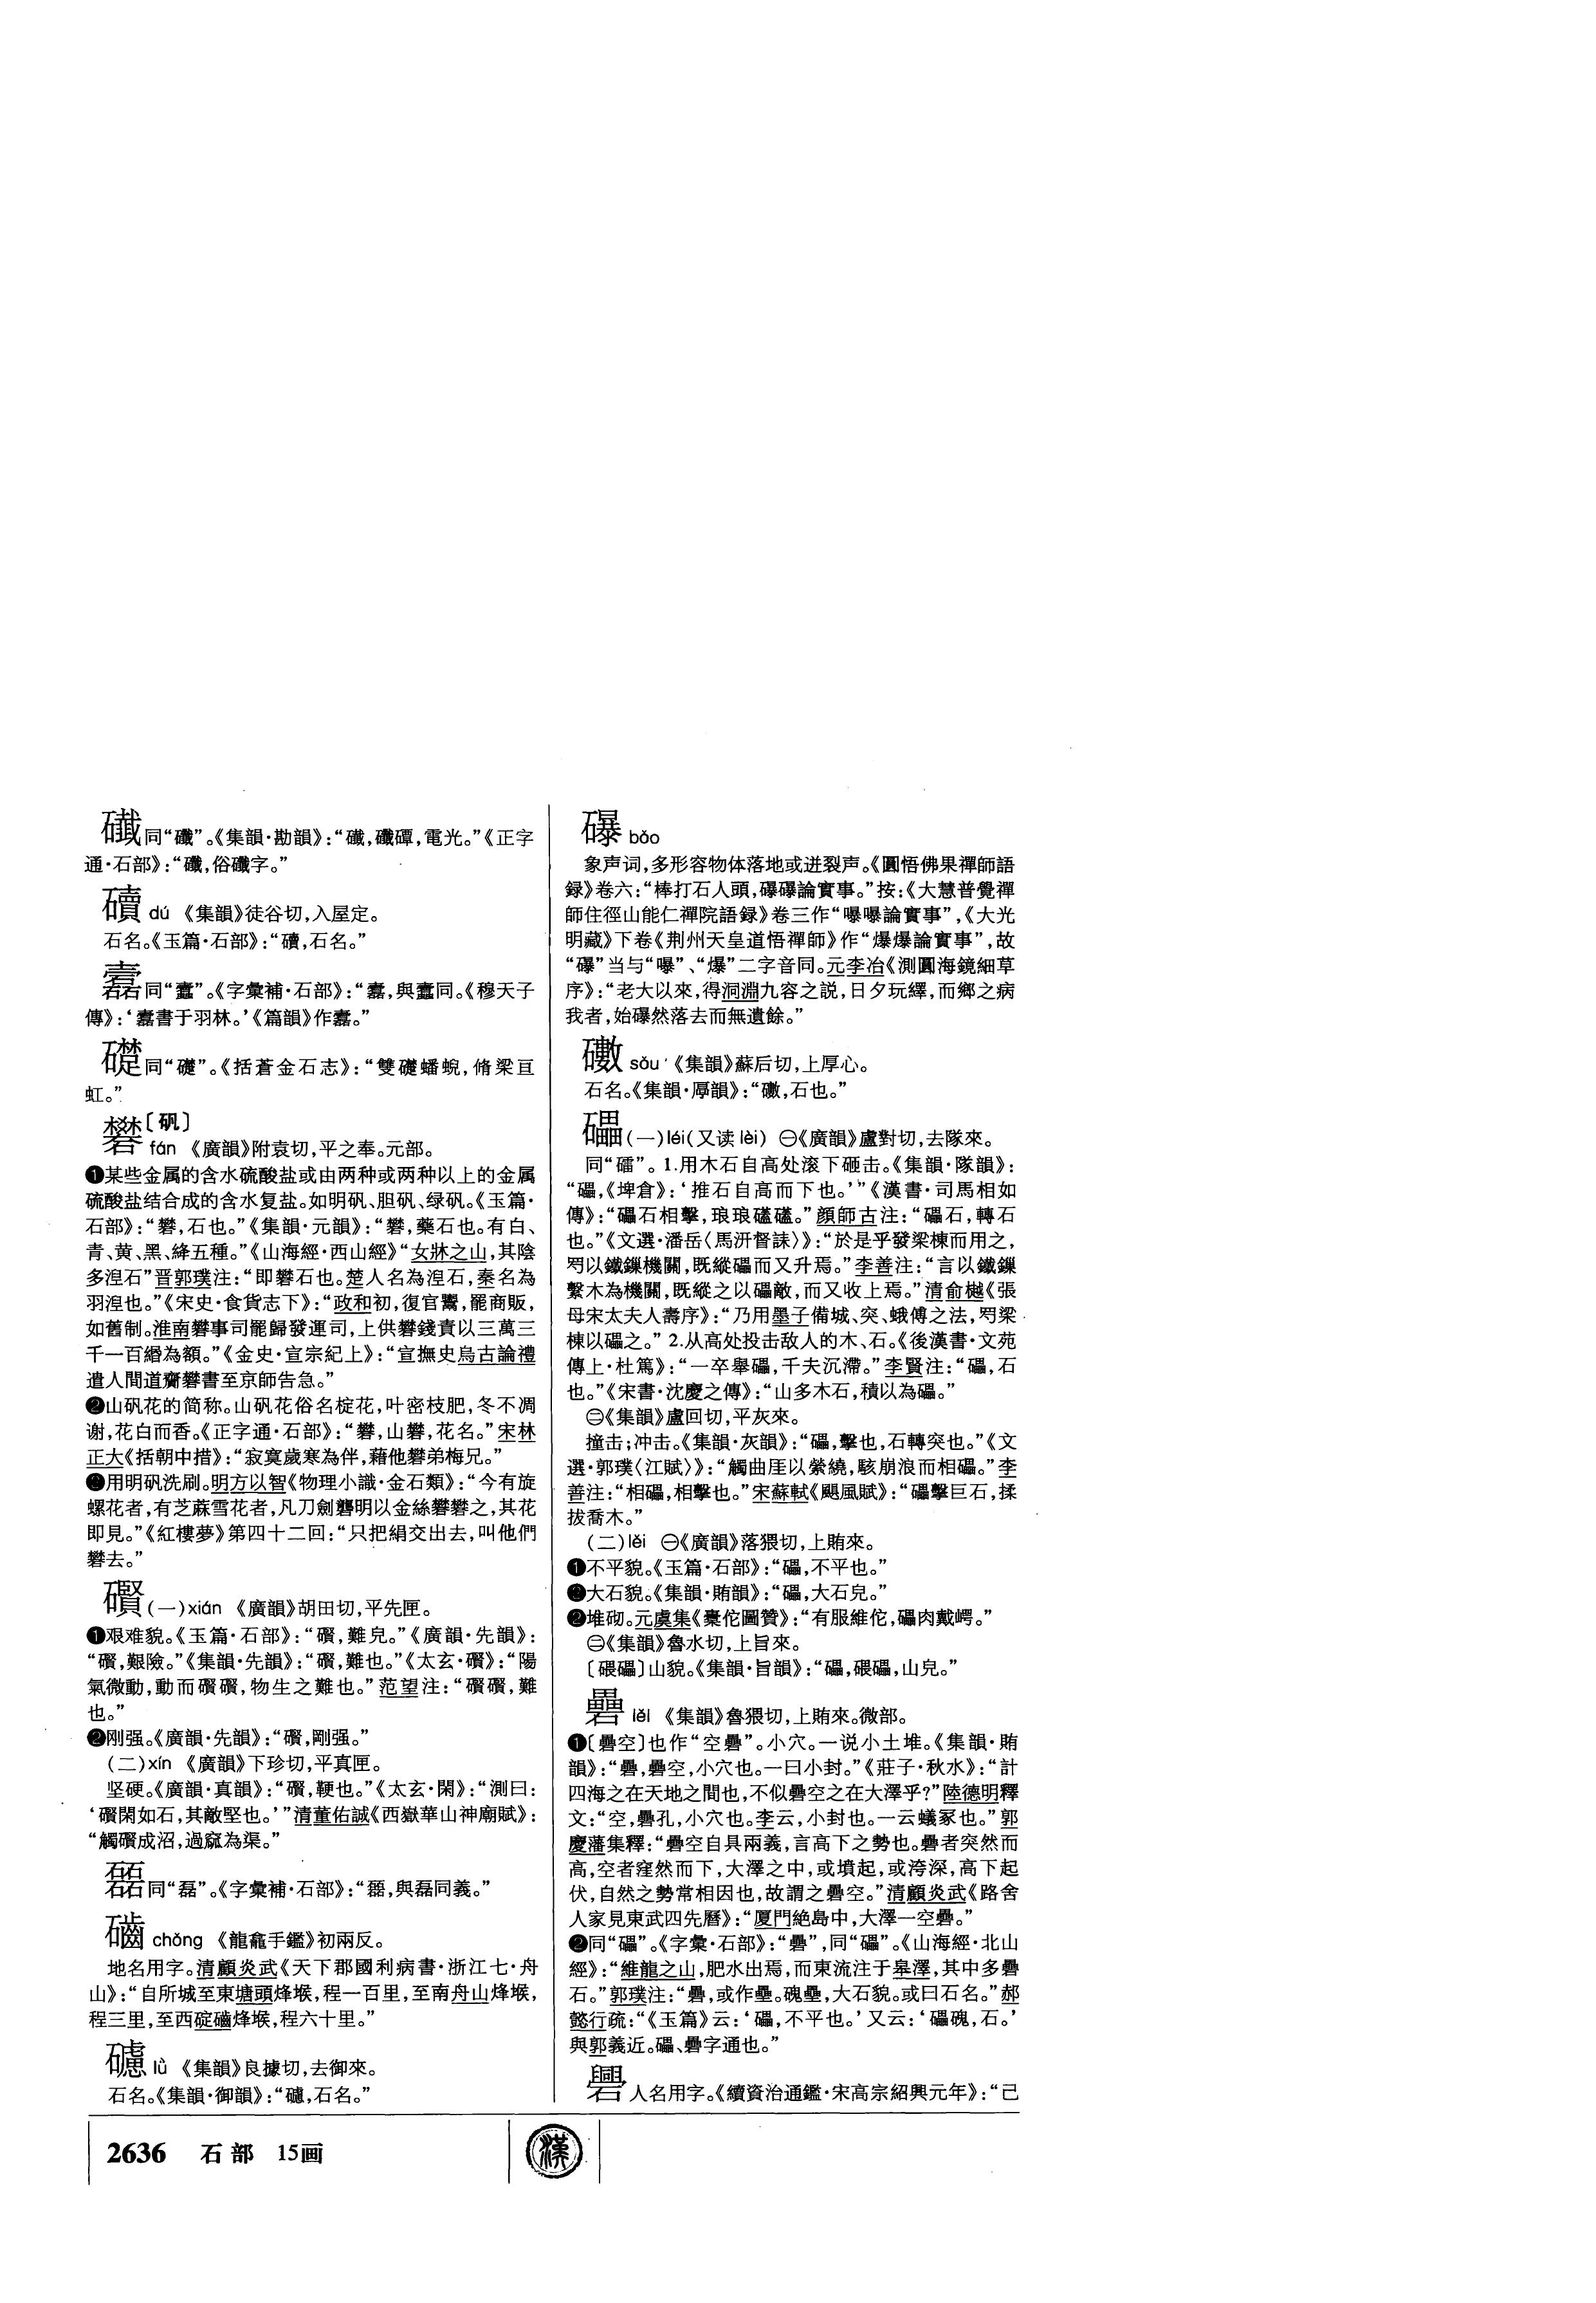 同“礷”。《集韻·勘韻》：“，礷磹，電光。”《正字
通·石部》：“礷，俗礷字。”
碡 dú 《集韻》徒谷切，入屋定。
石名。《玉篇·石部》：“，石名。”
同“蠹”。《字彙補·石部》：“，與蠹同。《穆天子
傳》：‘書于羽林。’《篇韻》作。”
同“礎”。《括蒼金石志》：“雙礎蟠蜺，脩梁亘
虹。”
礬〔矾〕
fán 《廣韻》附袁切，平之奉。元部。
❶某些金属的含水硫酸盐或由两种或两种以上的金属
硫酸盐结合成的含水复盐。如明矾、胆矾、绿矾。《玉篇·
石部》：“礬，石也。”《集韻·元韻》：“礬，藥石也。有白、
青、黄、黑、絳五種。”《山海經·西山經》“女牀之山，其陰
多涅石”晋郭璞注：“即礬石也。楚人名為涅石，秦名為
羽涅也。”《宋史·食貨志下》：“政和初，復官鬻，罷商販，
如舊制。淮南礬事司罷歸發運司，上供礬錢責以三萬三
千一百緡為額。”《金史·宣宗紀上》：“宣撫史烏古論禮
遣人間道齎礬書至京師告急。”
❷山矾花的简称。山矾花俗名椗花，叶密枝肥，冬不凋
谢，花白而香。《正字通·石部》：“礬，山礬，花名。”宋林
正大《括朝中措》：“寂寞歲寒為伴，藉他礬弟梅兄。”
❸用明矾洗刷。明方以智《物理小識·金石類》：“今有旋
螺花者，有芝蔴雪花者，凡刀劍礱明以金絲礬礬之，其花
即見。”《紅樓夢》第四十二回：“只把絹交出去，叫他們
礬去。”
礥(一)xián 《廣韻》胡田切，平先匣。
❶艰难貌。《玉篇·石部》：“礥，難皃。”《廣韻·先韻》：
“礥，艱險。”《集韻·先韻》：“礥，難也。”《太玄·礥》：“陽
氣微動，動而礥礥，物生之難也。”范望注：“礥礥，難
也。”
❷刚强。《廣韻·先韻》：“礥，剛强。”
(二)xín 《廣韻》下珍切，平真匣。
坚硬。《廣韻·真韻》：“礥，鞕也。”《太玄·閑》：“測曰：
‘礥閑如石，其敵堅也。’”清董佑誠《西嶽華山神廟賦》：
“觸礥成沼，過窳為渠。”
同“磊”。《字彙補·石部》：“，與磊同義。”
chǒng 《龍龕手鑑》初兩反。
地名用字。清顧炎武《天下郡國利病書·浙江七·舟
山》：“自所城至東塘頭烽堠，程一百里，至南舟山烽堠，
程三里，至西碇烽堠，程六十里。”
lǜ 《集韻》良據切，去御來。
石名。《集韻·御韻》：“，石名。”
礴 bǒo
象声词，多形容物体落地或迸裂声。《圓悟佛果禪師語
録》卷六：“棒打石人頭，論實事。”按：《大慧普覺禪
師住徑山能仁禪院語録》卷三作“曝曝論實事”，《大光
明藏》下卷《荆州天皇道悟禪師》作“爆爆論實事”，故
“”当与“曝”、“爆”二字音同。元李冶《測圓海鏡細草
序》：“老大以來，得洞淵九容之説，日夕玩繹，而鄉之病
我者，始然落去而無遺餘。”
sǒu 《集韻》蘇后切，上厚心。
石名。《集韻·厚韻》：“，石也。”
礧(一)léi(又读lèi) ㊀《廣韻》盧對切，去隊來。
同“礌”。1.用木石自高处滚下砸击。《集韻·隊韻》：
“礧，《埤倉》：‘推石自高而下也。’”《漢書·司馬相如
傳》：“礧石相擊，琅琅礚礚。”顔師古注：“礧石，轉石
也。”《文選·潘岳〈馬汧督誄〉》：“於是乎發梁棟而用之，
罥以鐵鏁機關，既縱礧而又升焉。”李善注：“言以鐵鏁
繫木為機關，既縱之以礧敵，而又收上焉。”清俞樾《張
母宋太夫人壽序》：“乃用墨子備城、突、蛾傅之法，罥梁
棟以礧之。” 2.从高处投击敌人的木、石。《後漢書·文苑
傳上·杜篤》：“一卒舉礧，千夫沉滯。”李賢注：“礧，石
也。”《宋書·沈慶之傳》：“山多木石，積以為礧。”
㊁《集韻》盧回切，平灰來。
撞击；冲击。《集韻·灰韻》：“礧，擊也，石轉突也。”《文
選·郭璞〈江賦〉》：“觸曲厓以縈繞，駭崩浪而相礧。”李
善注：“相礧，相擊也。”宋蘇軾《颶風賦》：“礧擊巨石，揉
拔喬木。”
(二)lěi ㊀《廣韻》落猥切，上賄來。
❶不平貌。《玉篇·石部》：“礧，不平也。”
❷大石貌。《集韻·賄韻》：“礧，大石皃。”
❷堆砌。元虞集《橐佗圖贊》：“有服維佗，礧肉戴崿。”
㊁《集韻》魯水切，上旨來。
〔碨礧〕山貌。《集韻·旨韻》：“礧，碨礧，山皃。”
礨 lěl 《集韻》魯猥切，上賄來。微部。
❶〔礨空〕也作“空礨”。小穴。一说小土堆。《集韻·賄
韻》：“礨，礨空，小穴也。一曰小封。”《莊子·秋水》：“計
四海之在天地之間也，不似礨空之在大澤乎？”陸德明釋
文：“空，礨孔，小穴也。李云，小封也。一云蟻冢也。”郭
慶藩集釋：“礨空自具兩義，言高下之勢也。礨者突然而
高，空者窪然而下，大澤之中，或墳起，或洿深，高下起
伏，自然之勢常相因也，故謂之礨空。”清顧炎武《路舍
人家見東武四先曆》：“厦門絶島中，大澤一空礨。”
❷同“礧”。《字彙·石部》：“礨”，同“礧”。《山海經·北山
經》：“維龍之山，肥水出焉，而東流注于皋澤，其中多礨
石。”郭璞注：“礨，或作壘。磈壘，大石貌。或曰石名。”郝
懿行疏：“《玉篇》云：‘礧，不平也。’又云：‘礧磈，石。’
與郭義近。礧、礨字通也。”
人名用字。《續資治通鑑·宋高宗紹興元年》：“己
2636 石部 15画
漢